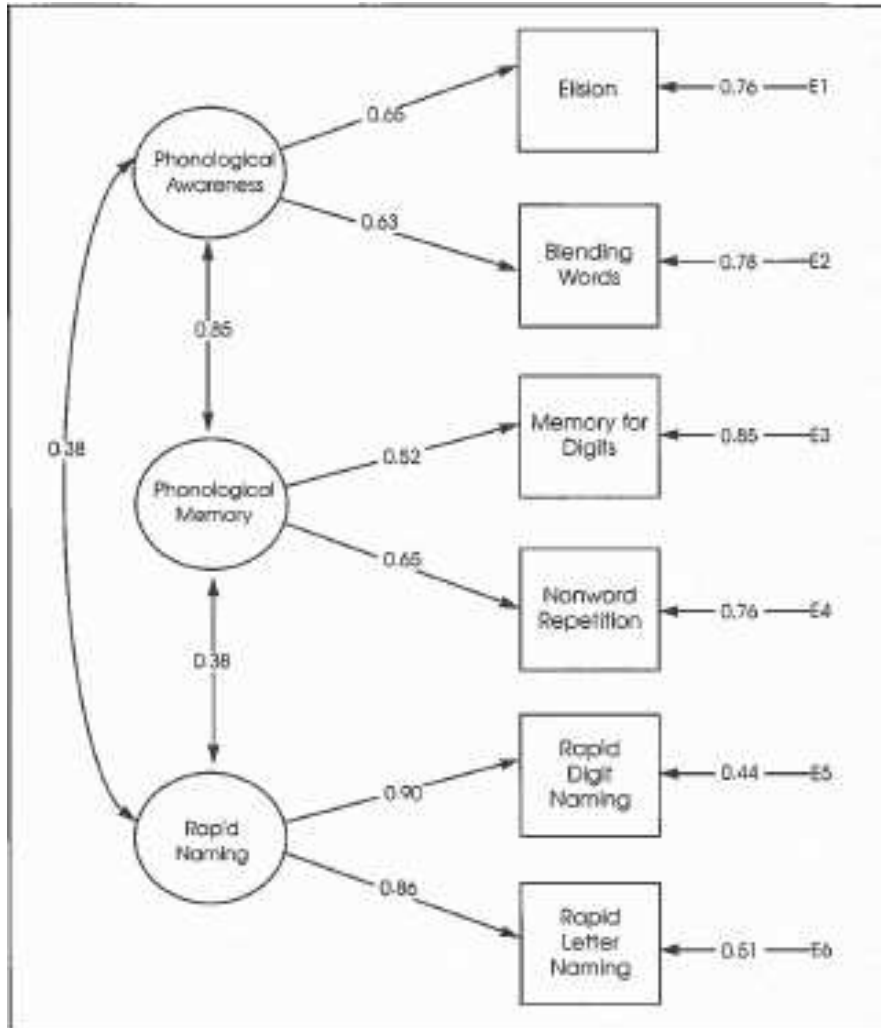 Elision
0.65
0.76
E1
Phonological
Awareness
0.63
Blending
Words
0.78
E2
0.85
0.38
Memory for
Digits
0.52
0.85
E3
Phonological
Memory
0.65
Nonword
Repetition
0.76
E4
0.38
Rapid
Digit
Naming
0.90
0.44
E5
Rapid
Naming
0.86
Rapid
Letter
Naming
0.51
E6